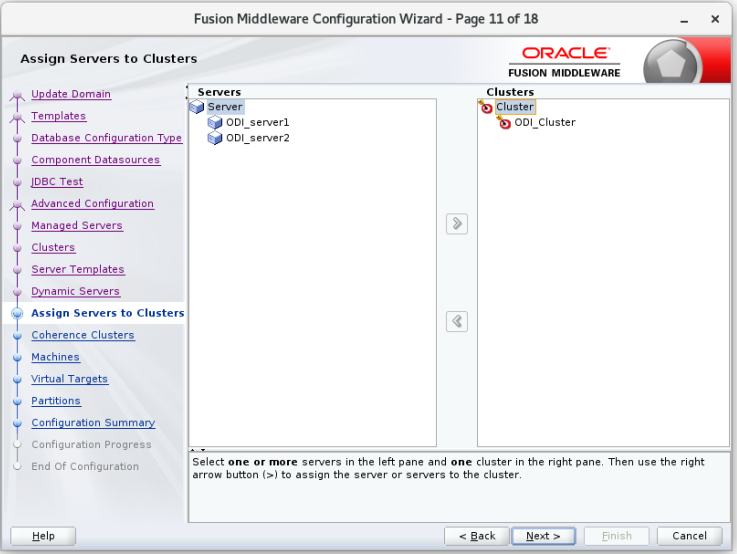 Fusion Middleware Configuration Wizard - Page 11 of 18
Assign Servers to Clusters
ORACLE
FUSION MIDDLEWARE
Update Domain
Templates
Database Configuration Type
Component Datasources
JDBC Test
Advanced Configuration
Managed Servers
Clusters
Server Templates
Dynamic Servers
Assign Servers to Clusters
Coherence Clusters
Machines
Virtual Targets
Partitions
Configuration Summary
Configuration Progress
End Of Configuration
Servers
Server
ODI_server1
ODI_server2
Clusters
Cluster
ODI_Cluster
Select one or more servers in the left pane and one cluster in the right pane. Then use the right
arrow button (>) to assign the server or servers to the cluster.
Help
< Back
Next >
Finish
Cancel